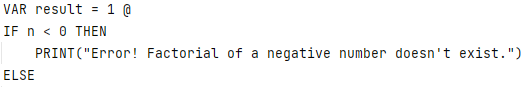 VAR result = 1 @
IF n < 0 THEN
    PRINT("Error! Factorial of a negative number doesn't exist.")
ELSE